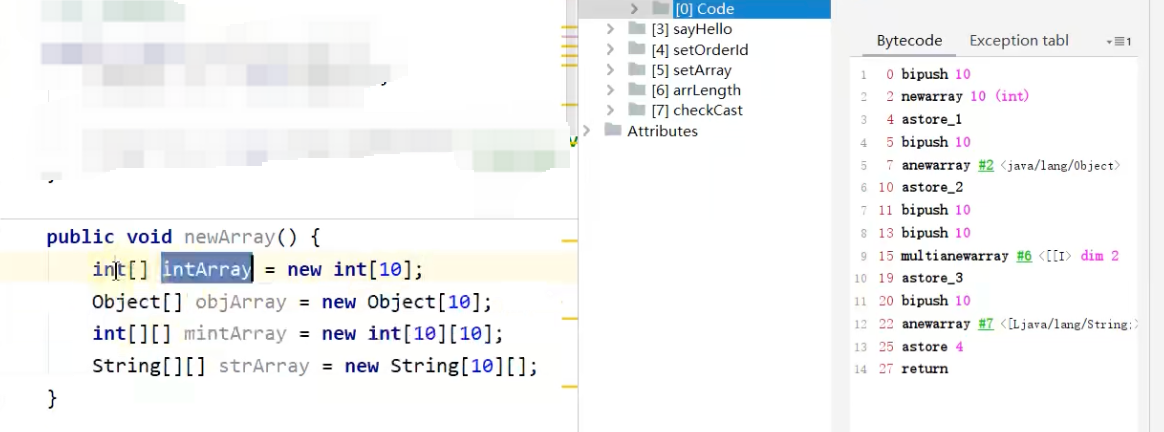 public void newArray() {
int[] intArray = new int[10];
Object[] objArray = new Object[10];
int[][] mintArray = new int[10][10];
String[][] strArray = new String[10][];
}
[0] Code
[3] sayHello
[4] setOrderId
[5] setArray
[6] arrLength
[7] checkCast
Attributes
Bytecode Exception tabl 1
1 0 bipush 10
2 2 newarray 10 (int)
3 4 astore_1
4 5 bipush 10
5 7 anewarray #2 <java/lang/Object>
6 10 astore_2
7 11 bipush 10
8 13 bipush 10
9 15 multianewarray #6 <[[I> dim 2
10 19 astore_3
11 20 bipush 10
12 22 anewarray #7 <[Ljava/lang/String;>
13 25 astore 4
14 27 return